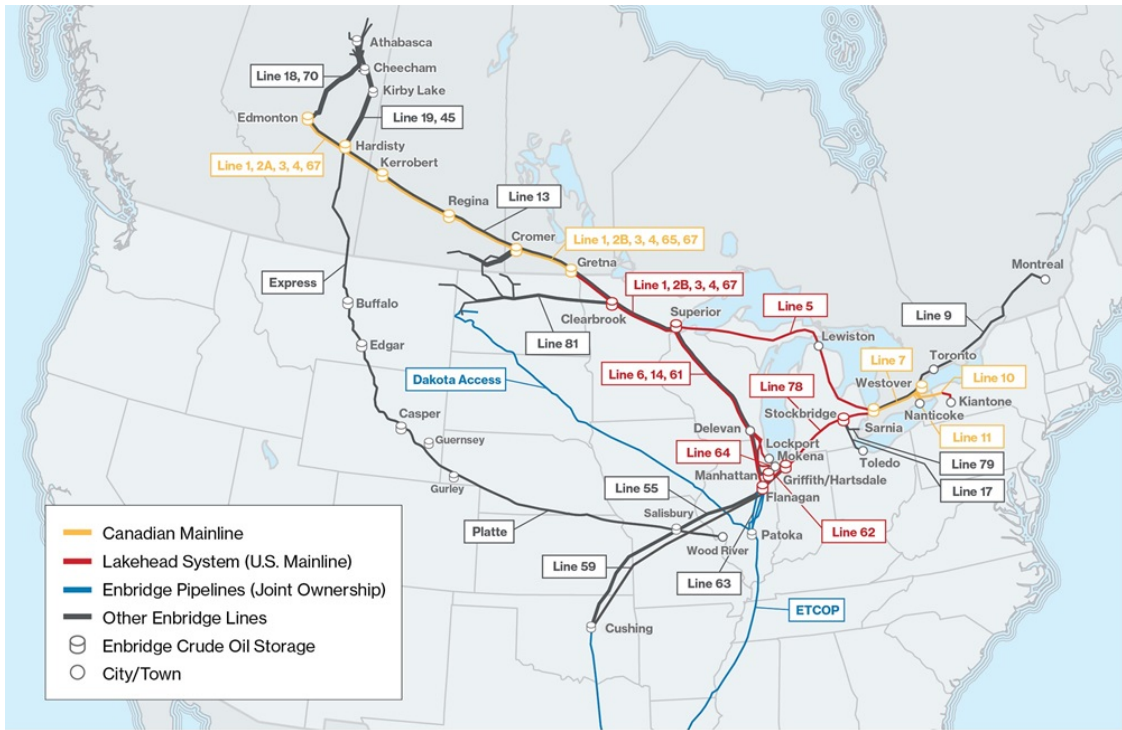 Athabasca
Cheecham
Line 18, 70
Kirby Lake
Edmonton
Line 19, 45
Hardisty
Line 1, 2A, 3, 4, 67
Kerrobert
Regina
Line 13
Cromer
Line 1, 2B, 3, 4, 65, 67
Gretna
Montreal
Express
Line 1, 2B, 3, 4, 67
Buffalo
Clearbrook
Superior
Line 5
Line 9
Edgar
Line 81
Lewiston
Toronto
Line 7
Dakota Access
Line 6, 14, 61
Westover
Line 10
Line 78
Kiantone
Stockbridge
Nanticoke
Casper
Delevan
Sarnia
Line 11
Guernsey
Lockport
Line 64
Mokena
Toledo
Line 79
Manhattan
Griffith/Hartsdale
Gurley
Line 55
Flanagan
Line 17
Salisbury
Platte
Line 62
Wood River
Patoka
Line 59
Line 63
ETCOP
Cushing
Canadian Mainline
Lakehead System (U.S. Mainline)
Enbridge Pipelines (Joint Ownership)
Other Enbridge Lines
Enbridge Crude Oil Storage
City/Town